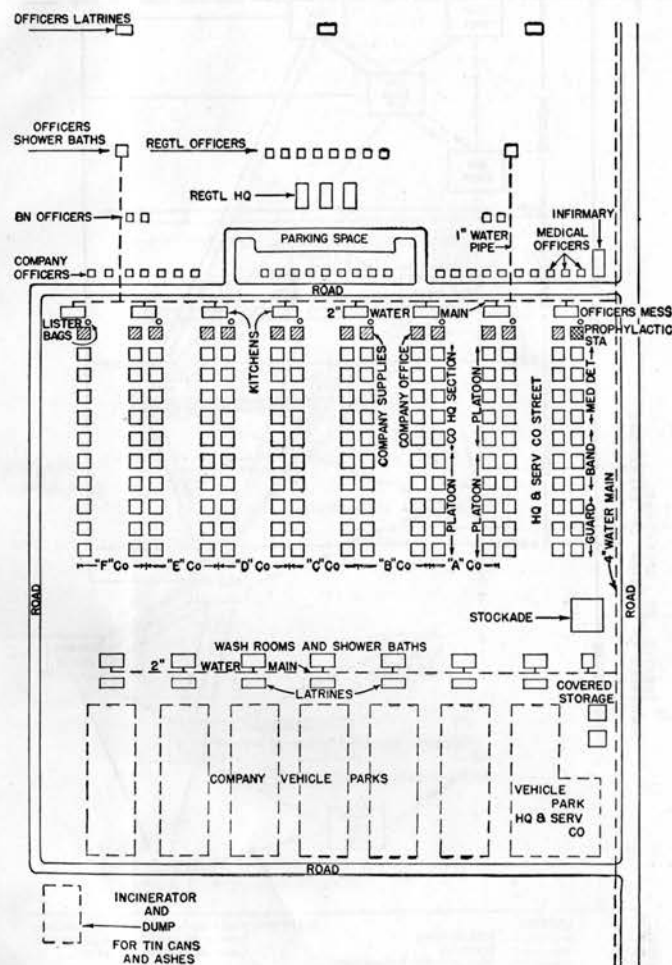 OFFICERS LATRINES
OFFICERS
SHOWER BATHS
REGTL OFFICERS
REGTL HQ
BN OFFICERS
INFIRMARY
1" WATER
PIPE
MEDICAL
OFFICERS
PARKING SPACE
COMPANY
OFFICERS
ROAD
2" WATER MAIN
OFFICERS MESS
LISTER
BAGS
PROPHYLACTIC
STA
KITCHENS
COMPANY SUPPLIES
COMPANY OFFICE
PLATOON
CO HQ SECTION
PLATOON
PLATOON
HQ & SERV CO STREET
GUARD
BAND
MED DET
4" WATER MAIN
"F" Co
"E" Co
"D" Co
"C" Co
"B" Co
"A" Co
ROAD
ROAD
STOCKADE
WASH ROOMS AND SHOWER BATHS
2" WATER MAIN
LATRINES
COVERED
STORAGE
COMPANY VEHICLE PARKS
VEHICLE
PARK
HQ & SERV
CO
ROAD
INCINERATOR
AND
DUMP
FOR TIN CANS
AND ASHES